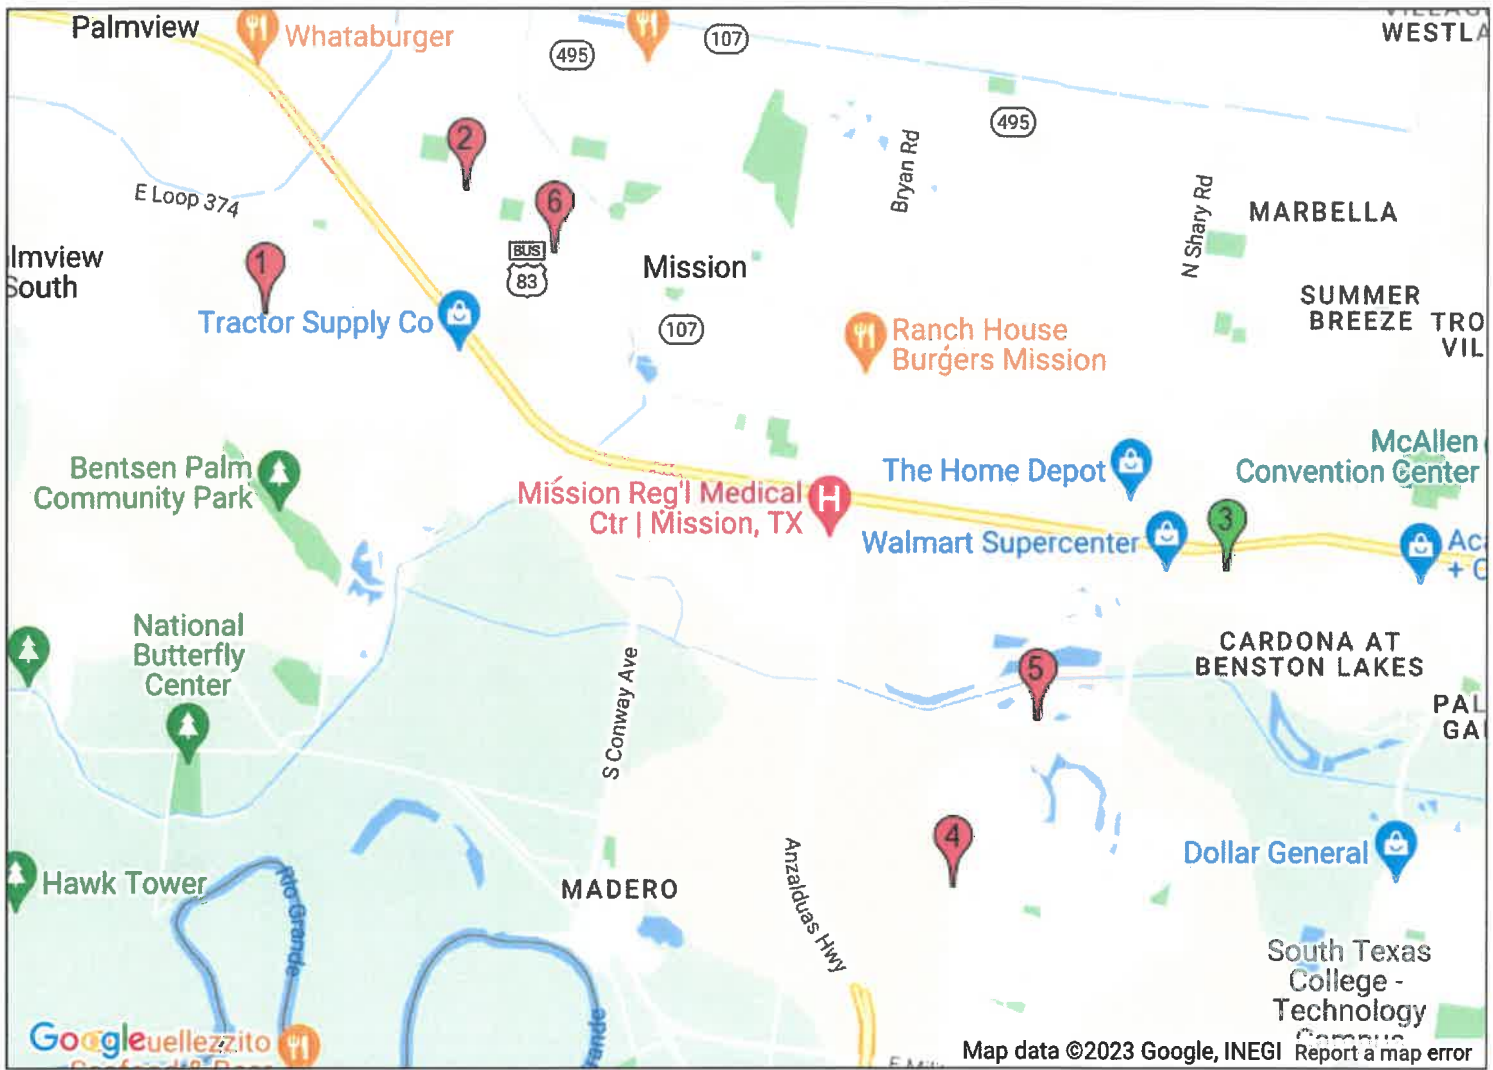 Palmview
Whataburger
495
107
WESTLA
495
2
Bryan Rd
E Loop 374
6
N Shary Rd
MARBELLA
lmview
South
1
BUS
83
Mission
SUMMER
BREEZE
TRO
VIL
Tractor Supply Co
107
Ranch House
Burgers Mission
McAllen
Convention Center
Bentsen Palm
Community Park
The Home Depot
Mission Reg'l Medical
Ctr | Mission, TX
H
3
Walmart Supercenter
Aca
+ O
National
Butterfly
Center
CARDONA AT
BENSTON LAKES
S Conway Ave
5
PAL
GA
4
Dollar General
Anzalduas Hwy
Hawk Tower
MADERO
Rio Grande
South Texas
College -
Technology
Campus
Google
uellezzito
rande
Map data ©2023 Google, INEGI
Report a map error